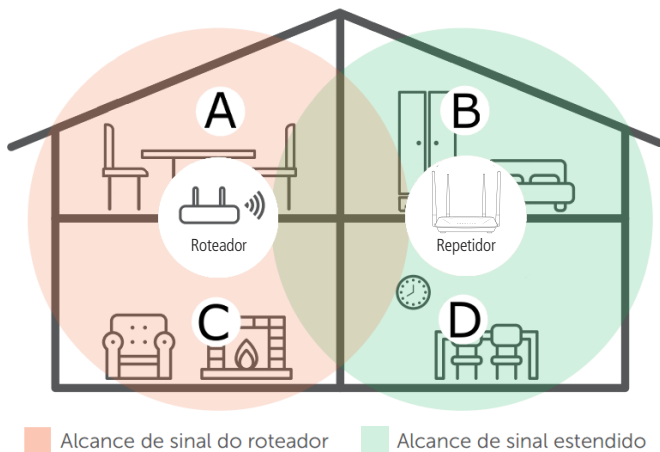 A
B
Roteador
Repetidor
C
D
Alcance de sinal do roteador
Alcance de sinal estendido